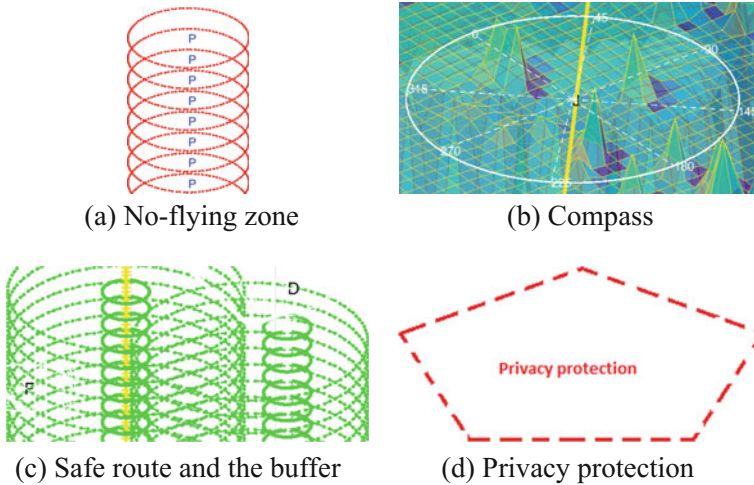 P
P
P
P
P
P
P
P
(a) No-flying zone
45
0
90
315
J
140
270
180
225
(b) Compass
D
F
(c) Safe route and the buffer
Privacy protection
(d) Privacy protection